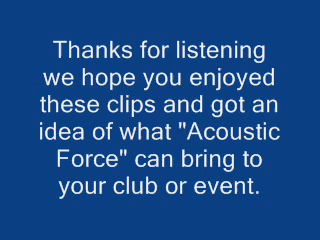 Thanks for listening
we hope you enjoyed
these clips and got an
idea of what "Acoustic
Force" can bring to
your club or event.